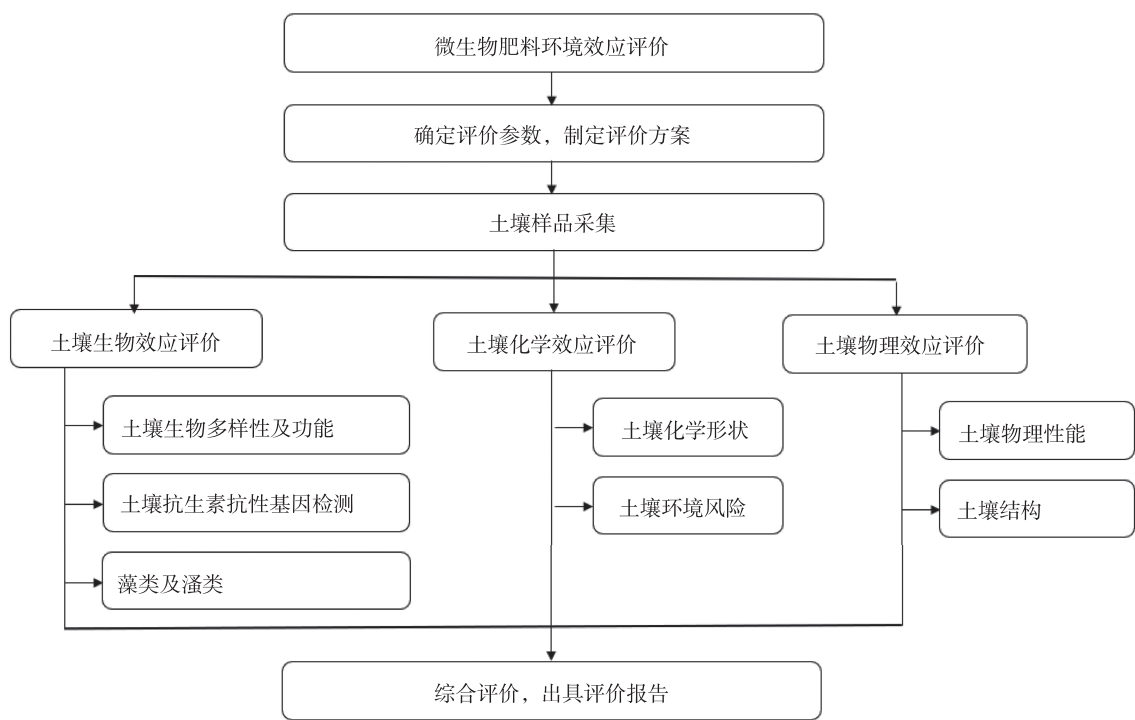 微生物肥料环境效应评价
确定评价参数，制定评价方案
土壤样品采集
土壤生物效应评价
土壤化学效应评价
土壤物理效应评价
土壤生物多样性及功能
土壤抗生素抗性基因检测
藻类及溞类
土壤化学形状
土壤环境风险
土壤物理性能
土壤结构
综合评价，出具评价报告